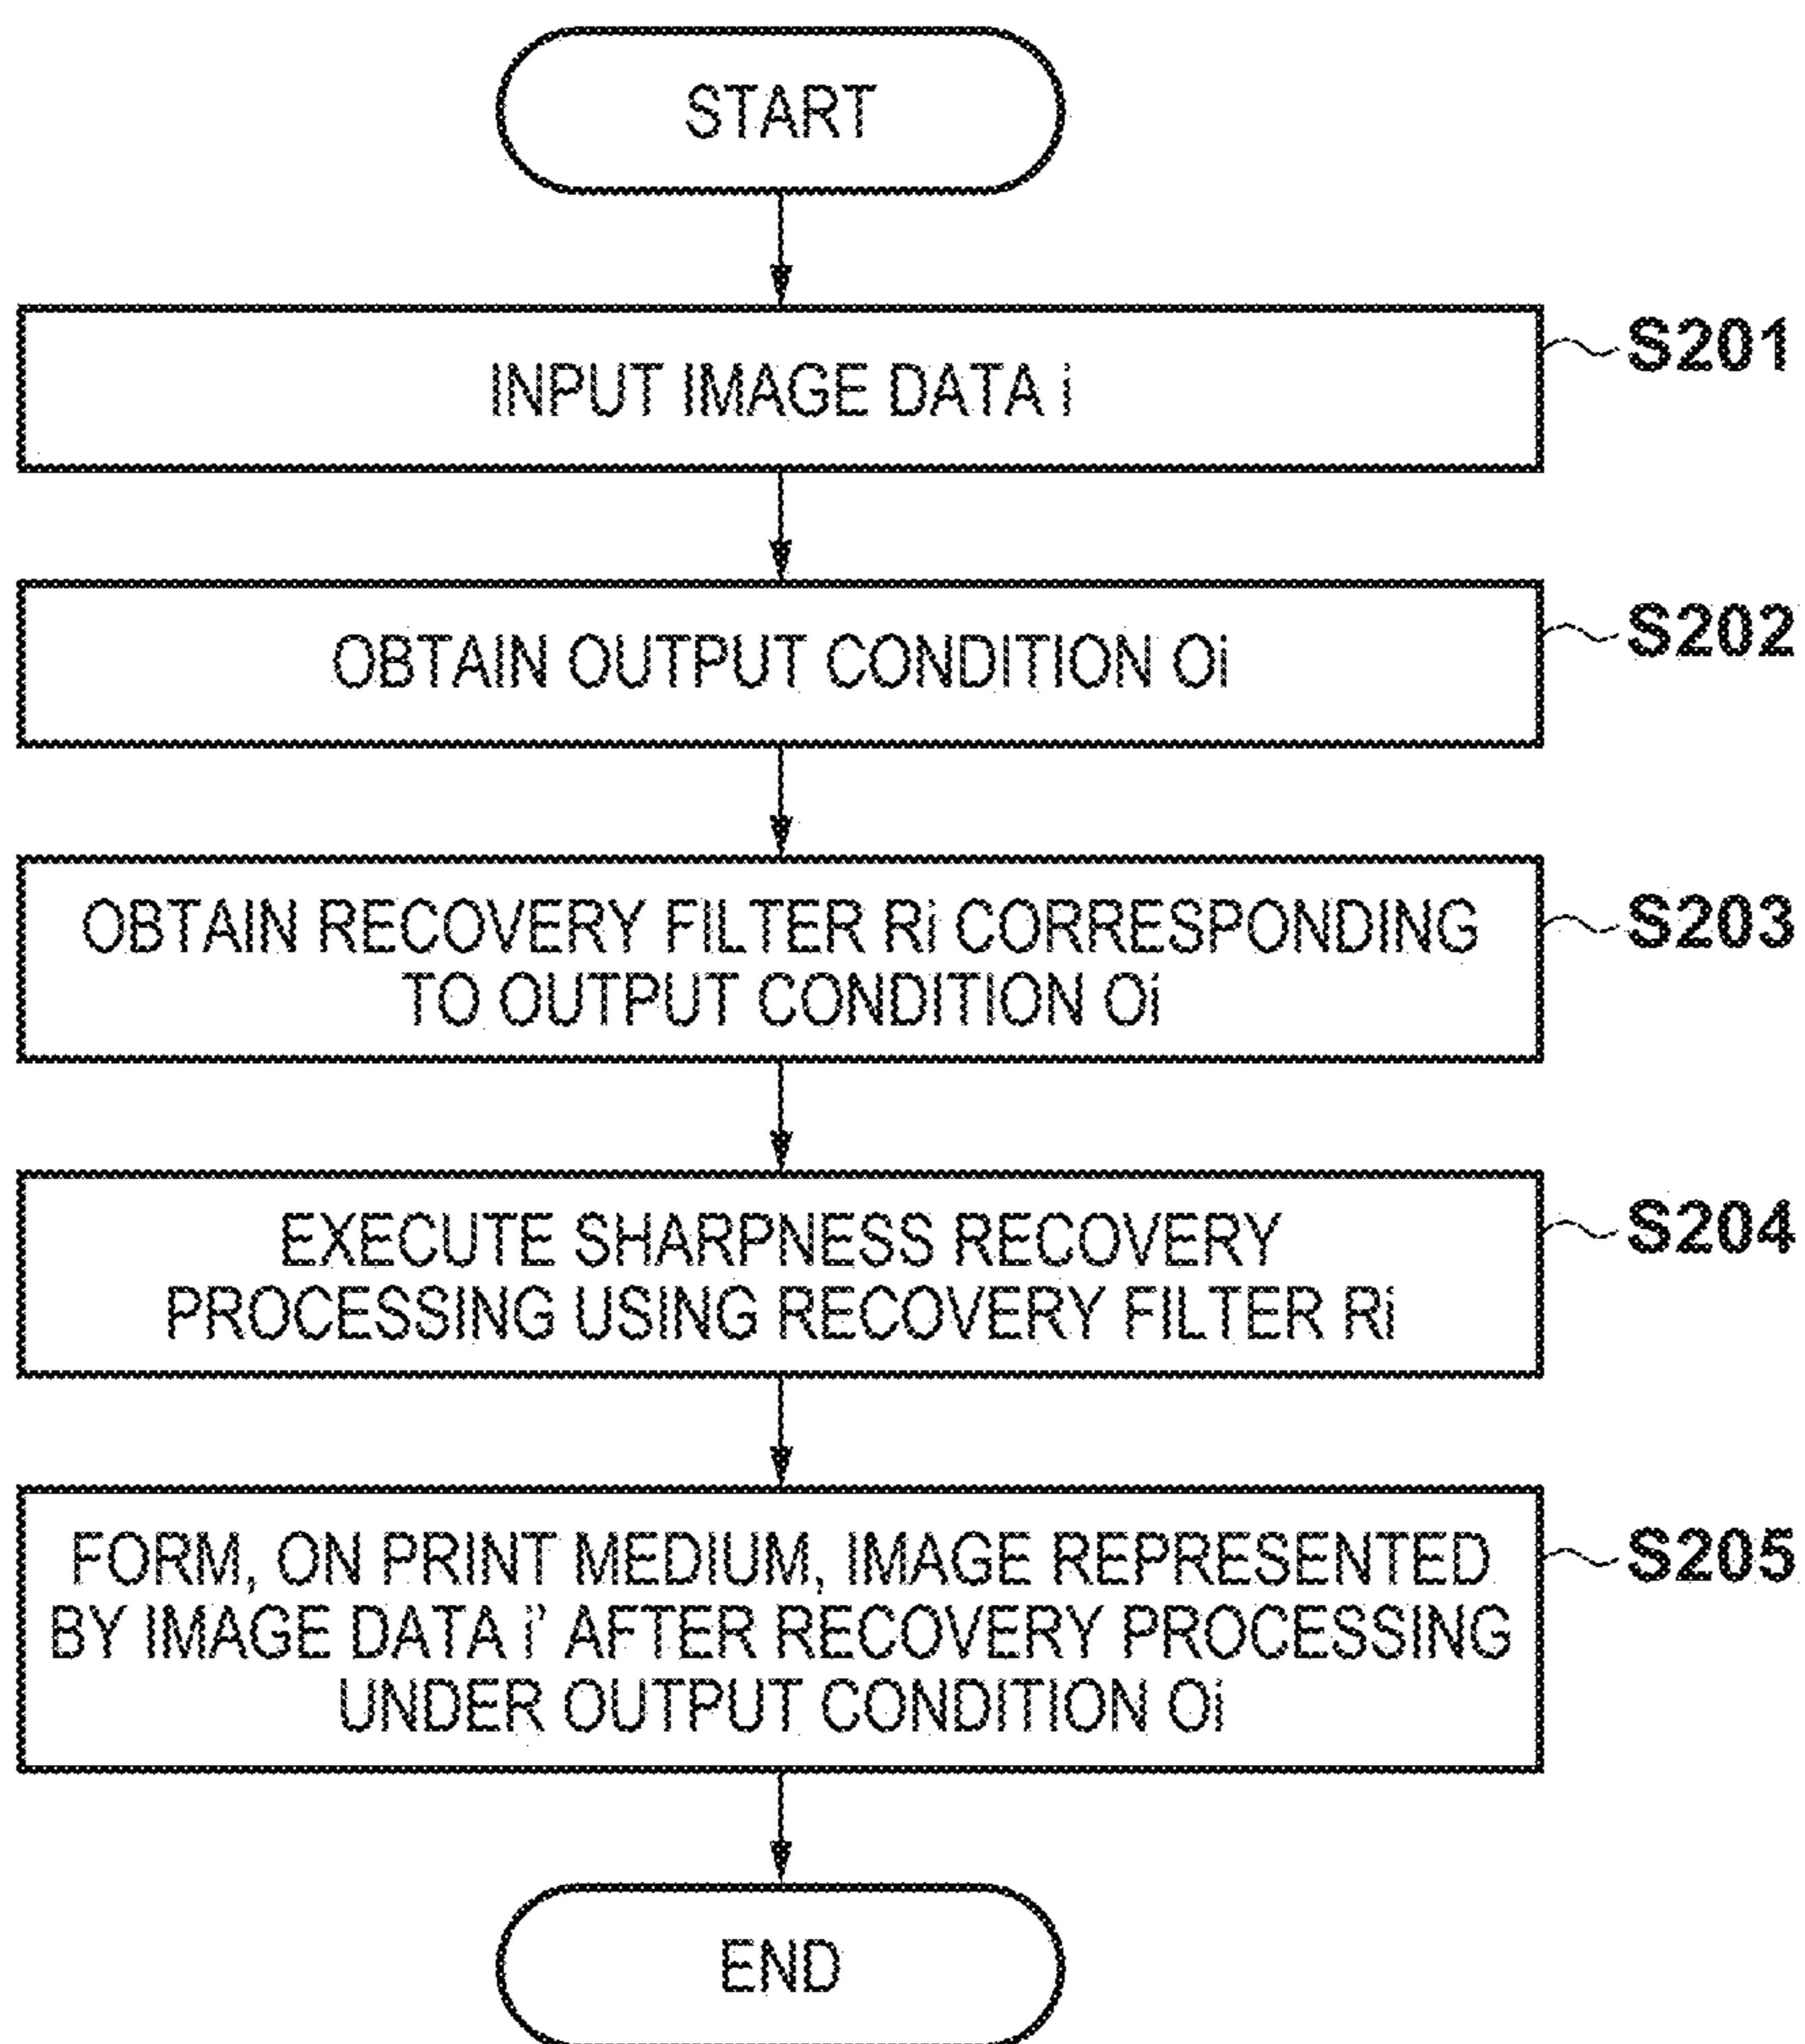 START
INPUT IMAGE DATA i
S201
OBTAIN OUTPUT CONDITION Oi
S202
OBTAIN RECOVERY FILTER Ri CORRESPONDING
TO OUTPUT CONDITION Oi
S203
EXECUTE SHARPNESS RECOVERY
PROCESSING USING RECOVERY FILTER Ri
S204
FORM, ON PRINT MEDIUM, IMAGE REPRESENTED
BY IMAGE DATA i' AFTER RECOVERY PROCESSING
UNDER OUTPUT CONDITION Oi
S205
END